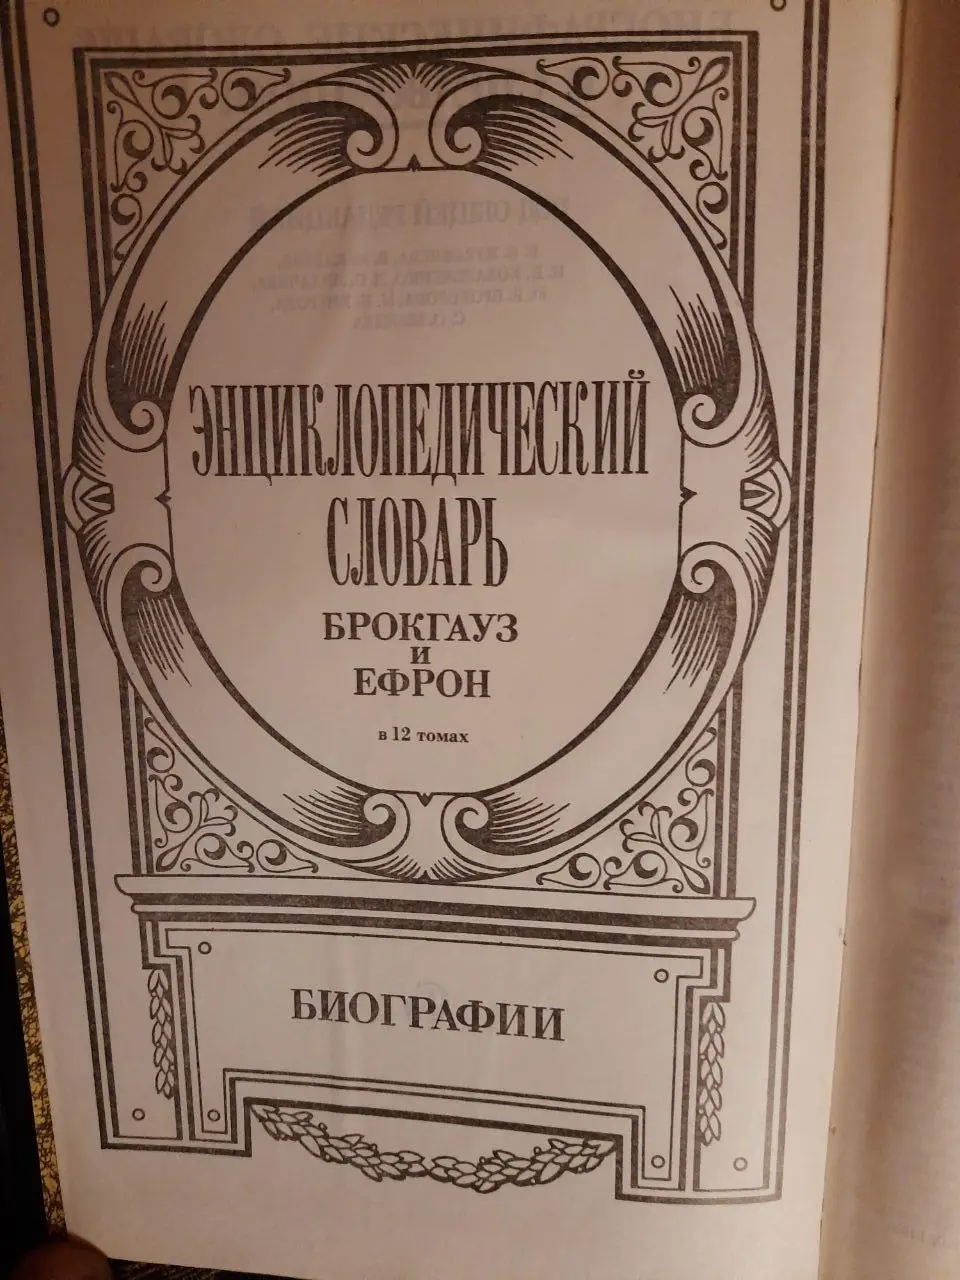 ЭНЦИКЛОПЕДИЧЕСКИЙ
СЛОВАРЬ
БРОКГАУЗ
И
ЕФРОН
в 12 томах
БИОГРАФИИ